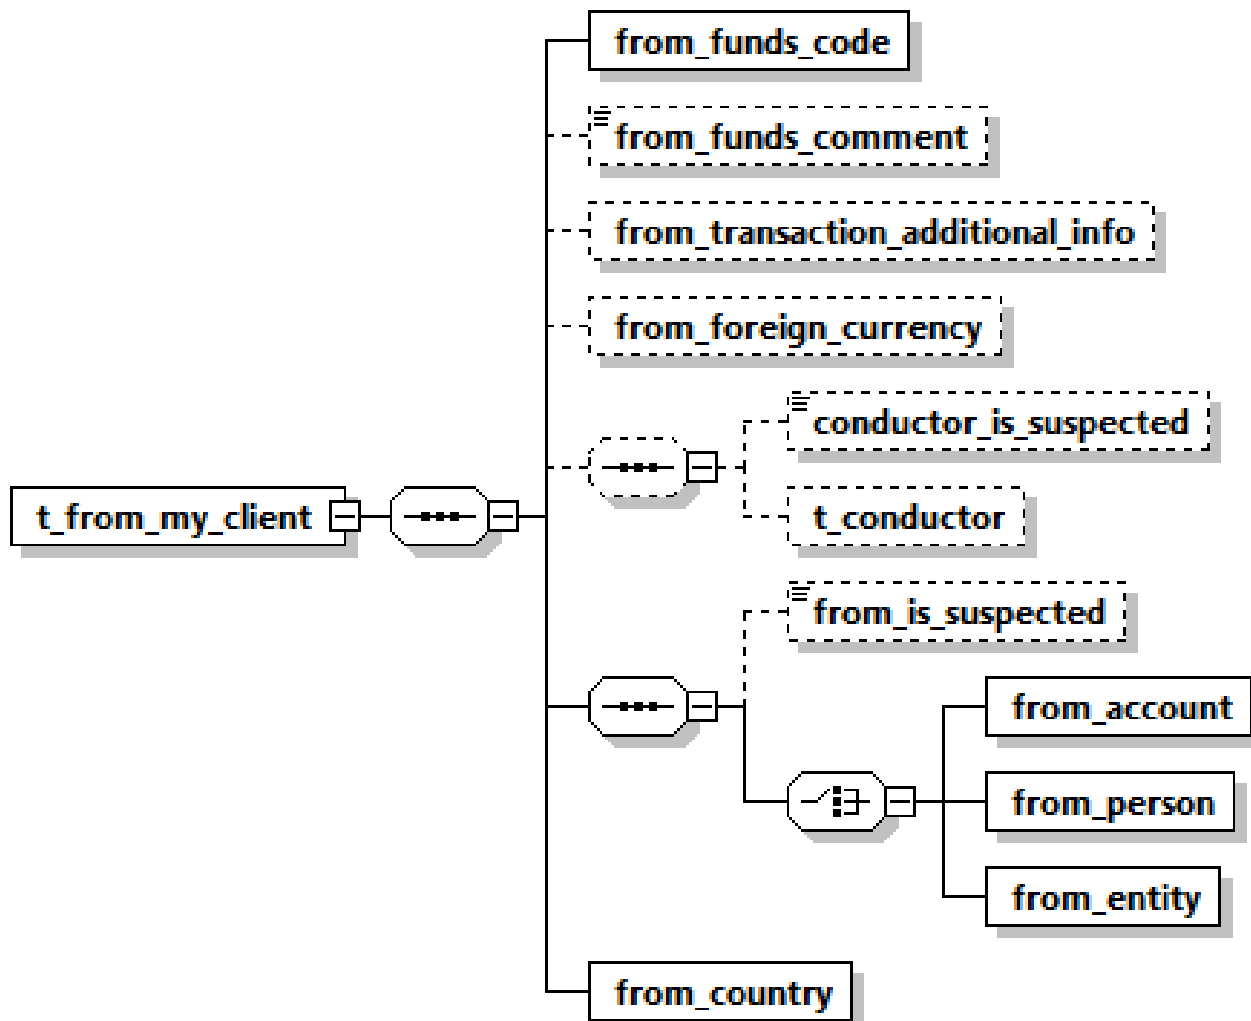 from_funds_code
from_funds_comment
from_transaction_additional_info
from_foreign_currency
conductor_is_suspected
t_from_my_client
t_conductor
from_is_suspected
from_account
from_person
from_entity
from_country